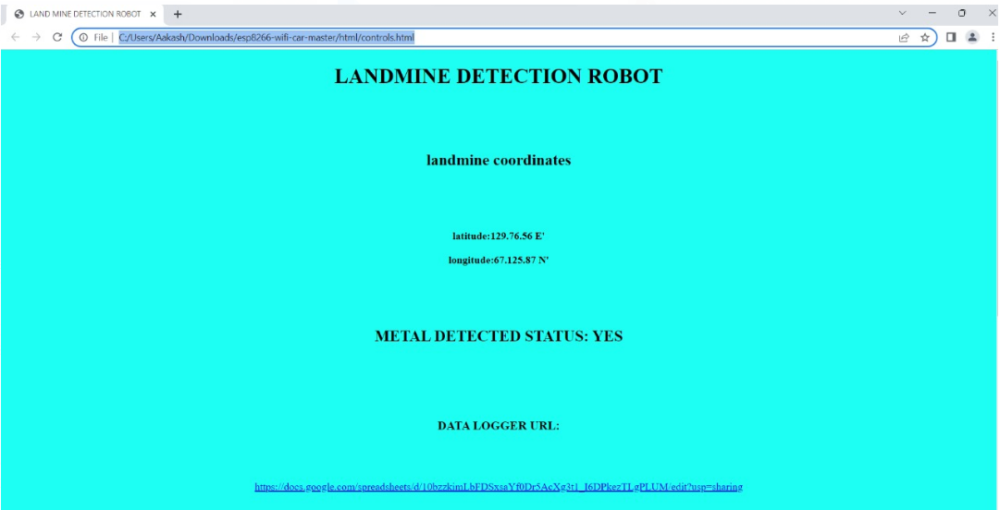 LAND MINE DETECTION ROBOT
File | C:/Users/Aakash/Downloads/esp8266-wifi-car-master/html/controls.html
LANDMINE DETECTION ROBOT
landmine coordinates
latitude:129.76.56 E'
longitude:67.125.87 N'
METAL DETECTED STATUS: YES
DATA LOGGER URL:
https://docs.google.com/spreadsheets/d/10bzzkimLbFDSxsaYf0Dr5AcXg3t1_I6DPkezTLgPLUM/edit?usp=sharing